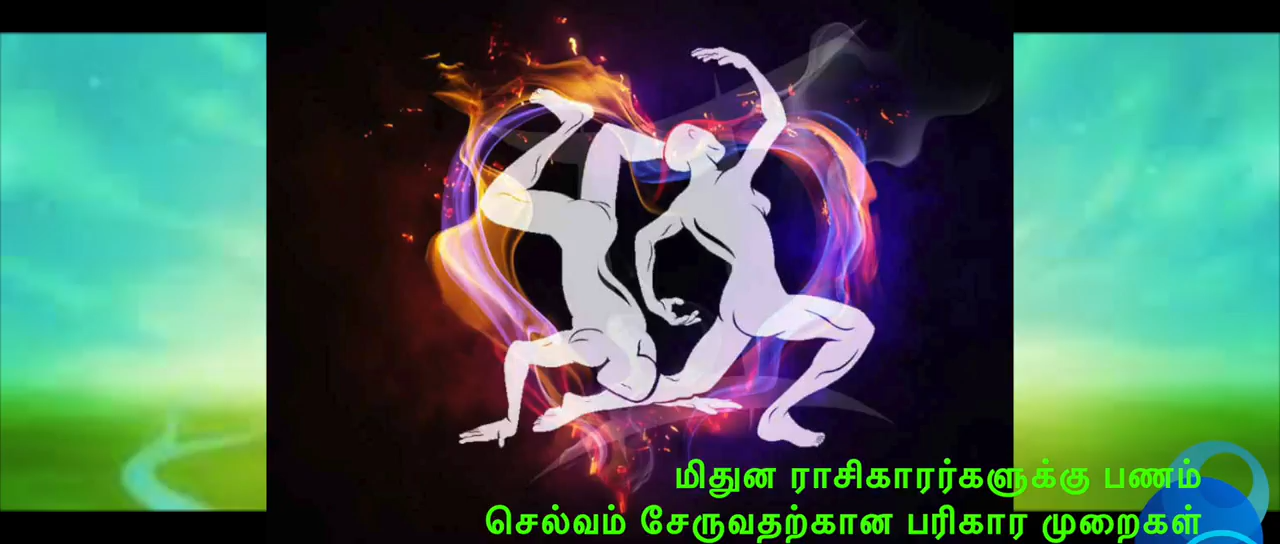 மிதுன ராசிகாரர்களுக்கு பணம்
செல்வம் சேருவதற்கான பரிகார முறைகள்